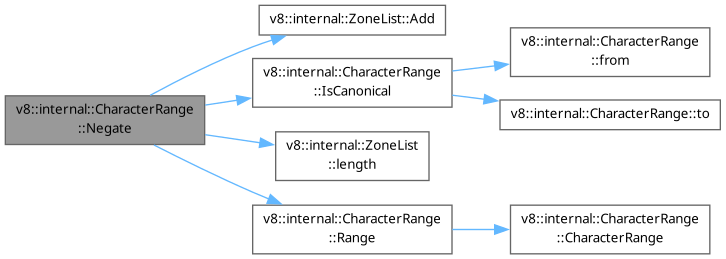 v8::internal::ZoneList::Add
v8::internal::CharacterRange
::from
v8::internal::CharacterRange
::IsCanonical
v8::internal::CharacterRange::to
v8::internal::CharacterRange
::Negate
v8::internal::ZoneList
::length
v8::internal::CharacterRange
::Range
v8::internal::CharacterRange
::CharacterRange